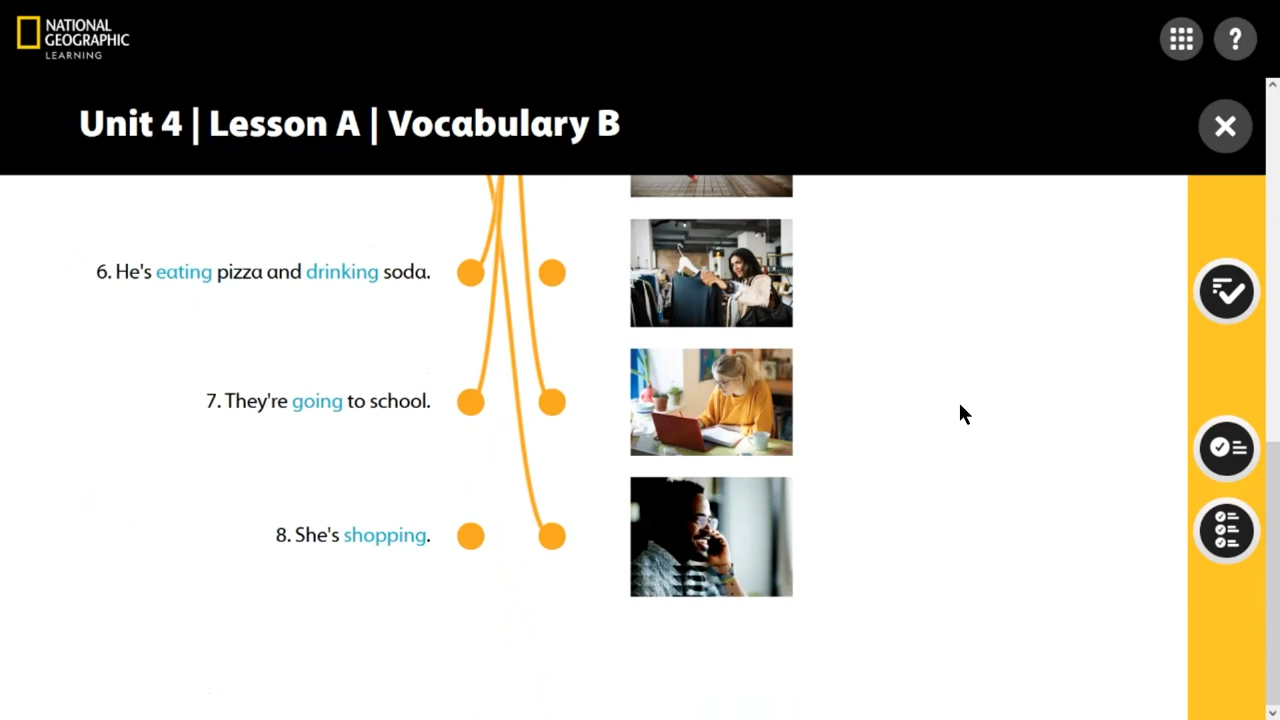 NATIONAL
GEOGRAPHIC
LEARNING
?
Unit 4 | Lesson A | Vocabulary B
6. He's eating pizza and drinking soda.
7. They're going to school.
8. She's shopping.